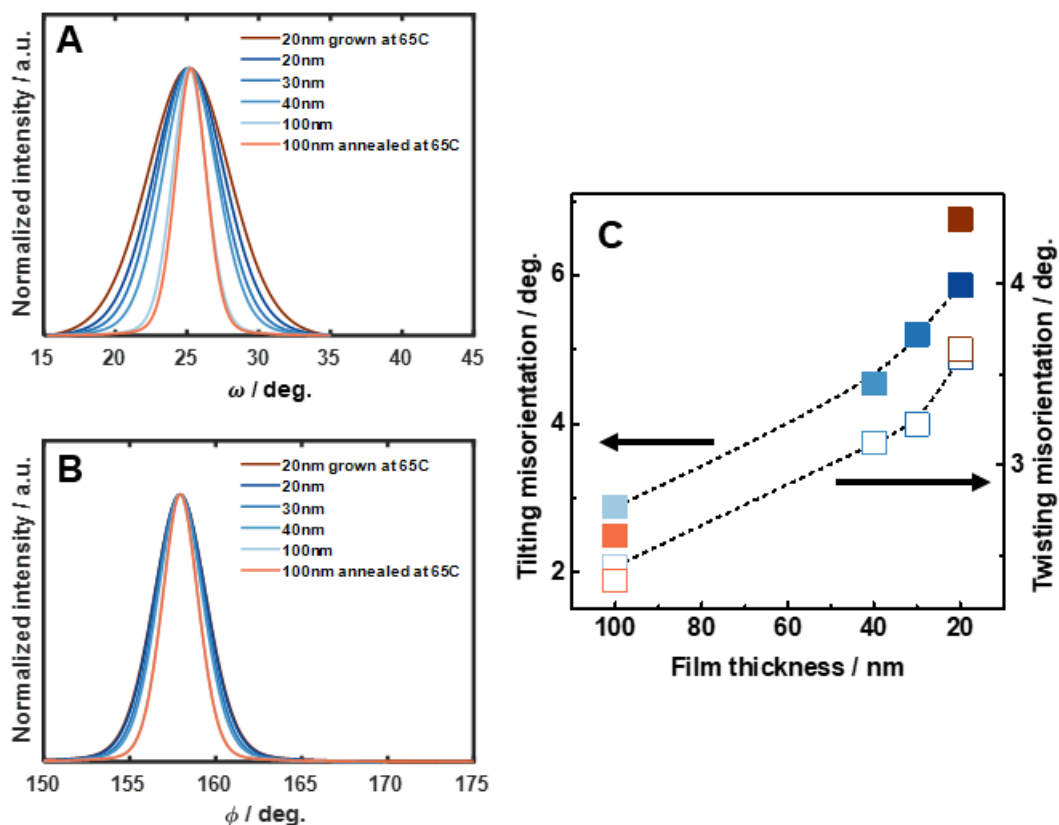 A
20nm grown at 65C
20nm
30nm
40nm
100nm
100nm annealed at 65C
Normalized intensity / a.u.
15 20 25 30 35 40 45
ω / deg.
B
20nm grown at 65C
20nm
30nm
40nm
100nm
100nm annealed at 65C
Normalized intensity / a.u.
150 155 160 165 170 175
ϕ / deg.
C
Tilting misorientation / deg.
6
4
2
Twisting misorientation / deg.
4
3
100 80 60 40 20
Film thickness / nm